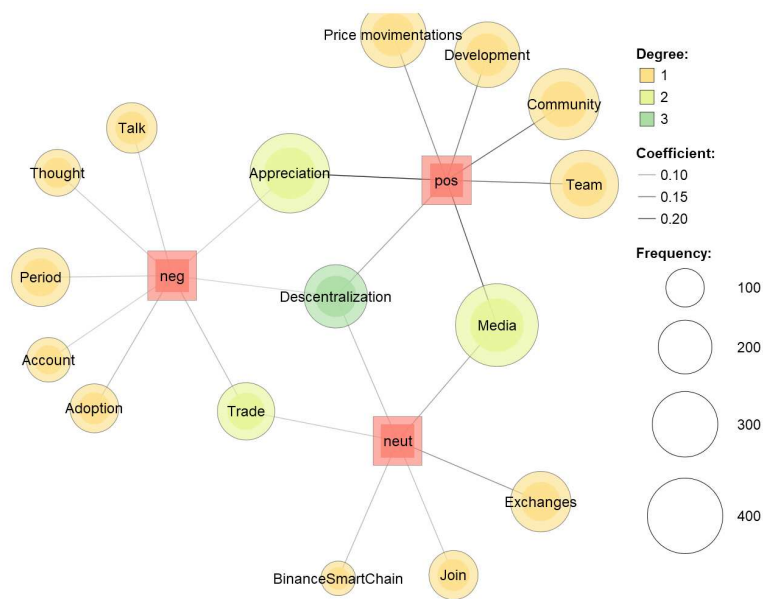 Price movimentations
Development
Community
Team
pos
Appreciation
Talk
Thought
Period
neg
Account
Adoption
Descentralization
Media
Trade
neut
Exchanges
BinanceSmartChain
Join
Degree:
1
2
3
Coefficient:
0.10
0.15
0.20
Frequency:
100
200
300
400